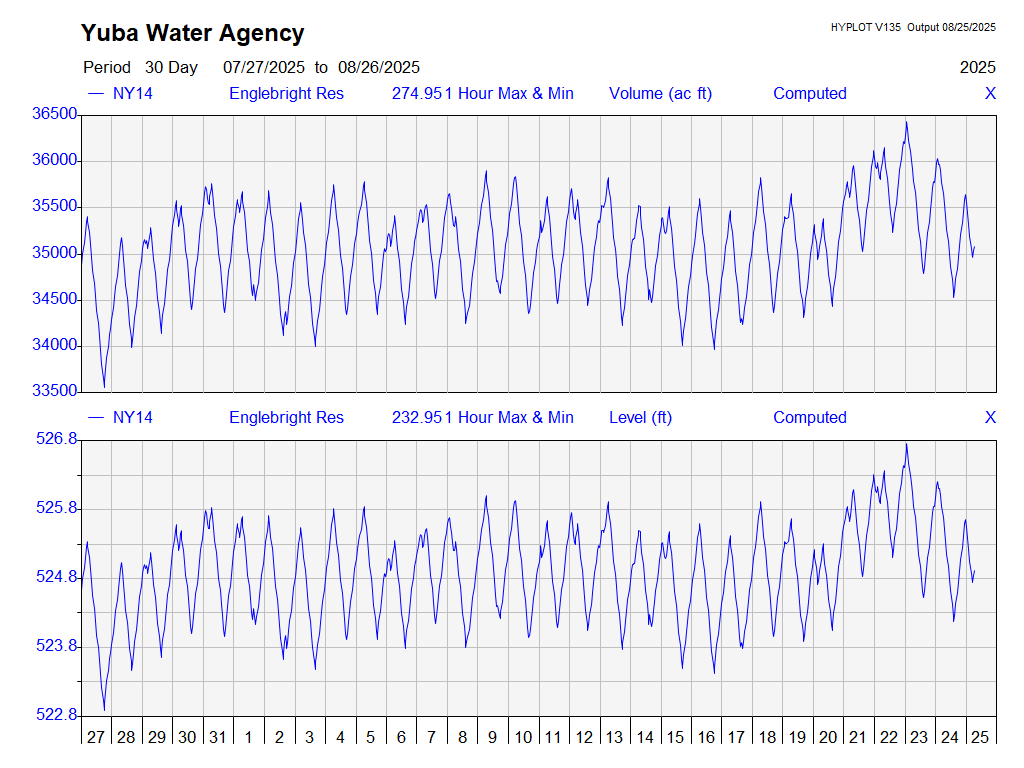 Yuba Water Agency
HYPLOT V135 Output 08/25/2025
Period 30 Day 07/27/2025 to 08/26/2025 2025
NY14 Englebright Res 274.951 Hour Max & Min Volume (ac ft) Computed X
36500
36000
35500
35000
34500
34000
33500
NY14 Englebright Res 232.951 Hour Max & Min Level (ft) Computed X
526.8
525.8
524.8
523.8
522.8
27 28 29 30 31 1 2 3 4 5 6 7 8 9 10 11 12 13 14 15 16 17 18 19 20 21 22 23 24 25